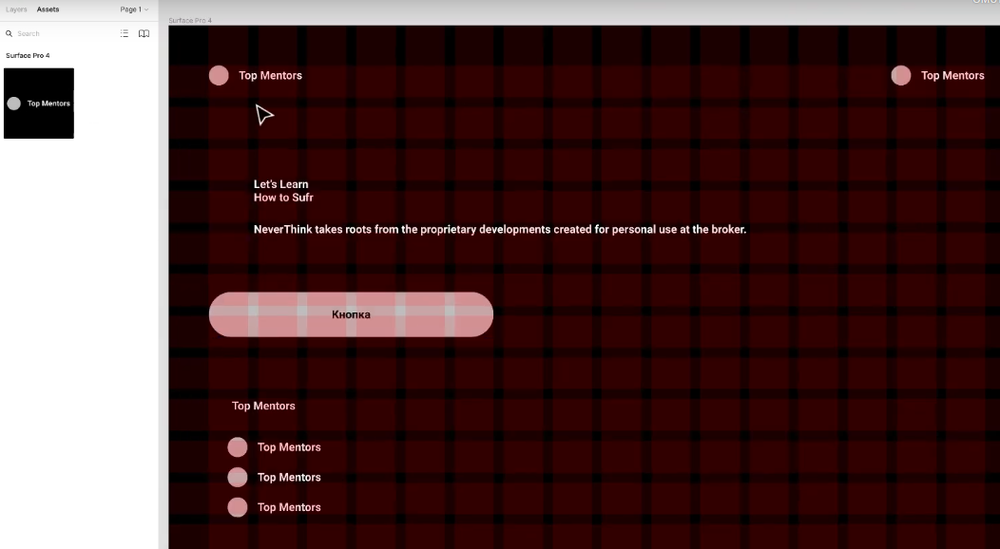 Layers Assets Page 1
Search
Surface Pro 4
Top Mentors
Surface Pro 4
Top Mentors
Top Mentors
Let's Learn
How to Sufr
NeverThink takes roots from the proprietary developments created for personal use at the broker.
Кнопка
Top Mentors
Top Mentors
Top Mentors
Top Mentors